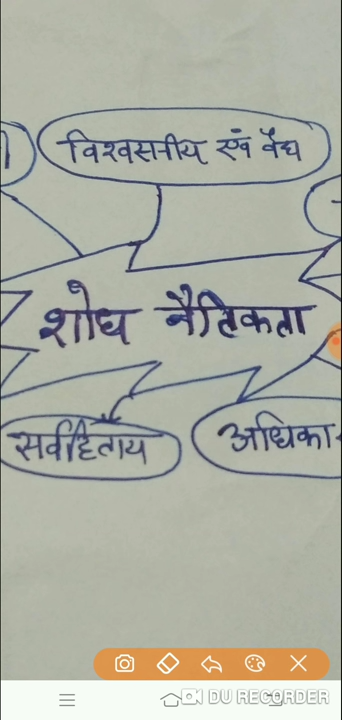 विश्वसनीय एवं वैध
शोध नैतिकता
सर्वहिताय
अधिका
DU RECORDER